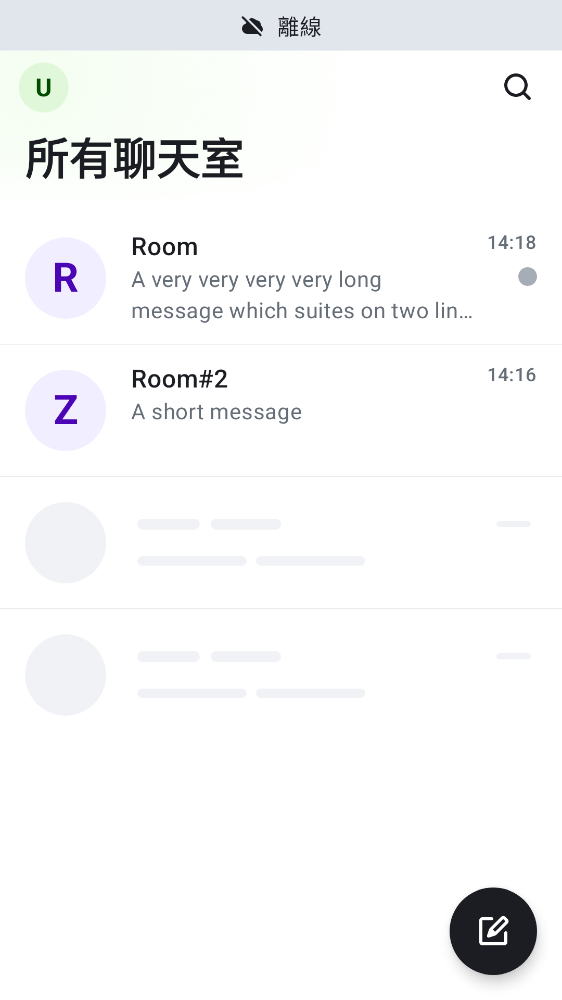 離線
U
所有聊天室
R
Room
14:18
A very very very very long
message which suites on two lin…
Z
Room#2
14:16
A short message